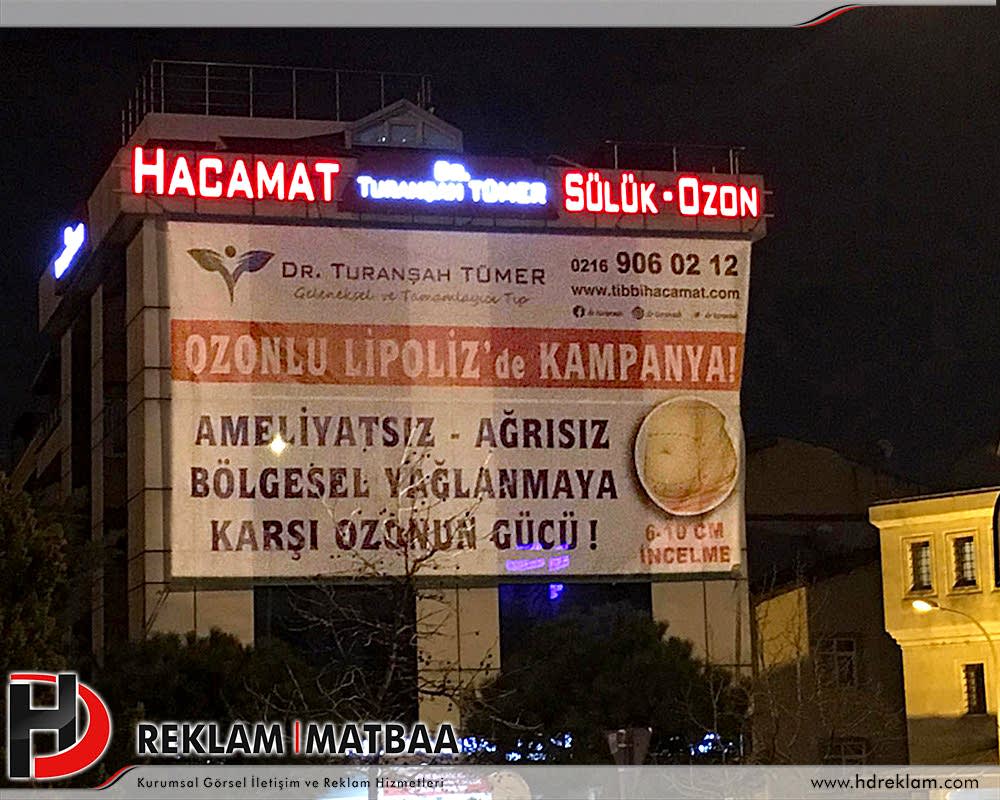 HACAMAT
DR.
TURANŞAH TÜMER
SÜLÜK • OZON
DR. TURANŞAH TÜMER
Geleneksel ve Tamamlayıcı Tıp
0216 906 02 12
www.tibbihacamat.com
OZONLU LİPOLİZ'de KAMPANYA!
AMELİYATSIZ - AĞRISIZ
BÖLGESEL YAĞLANMAYA
KARŞI OZONUN GÜCÜ !
6-10 CM
İNCELME
HD
REKLAM | MATBAA
Kurumsal Görsel İletişim ve Reklam Hizmetleri
www.hdreklam.com